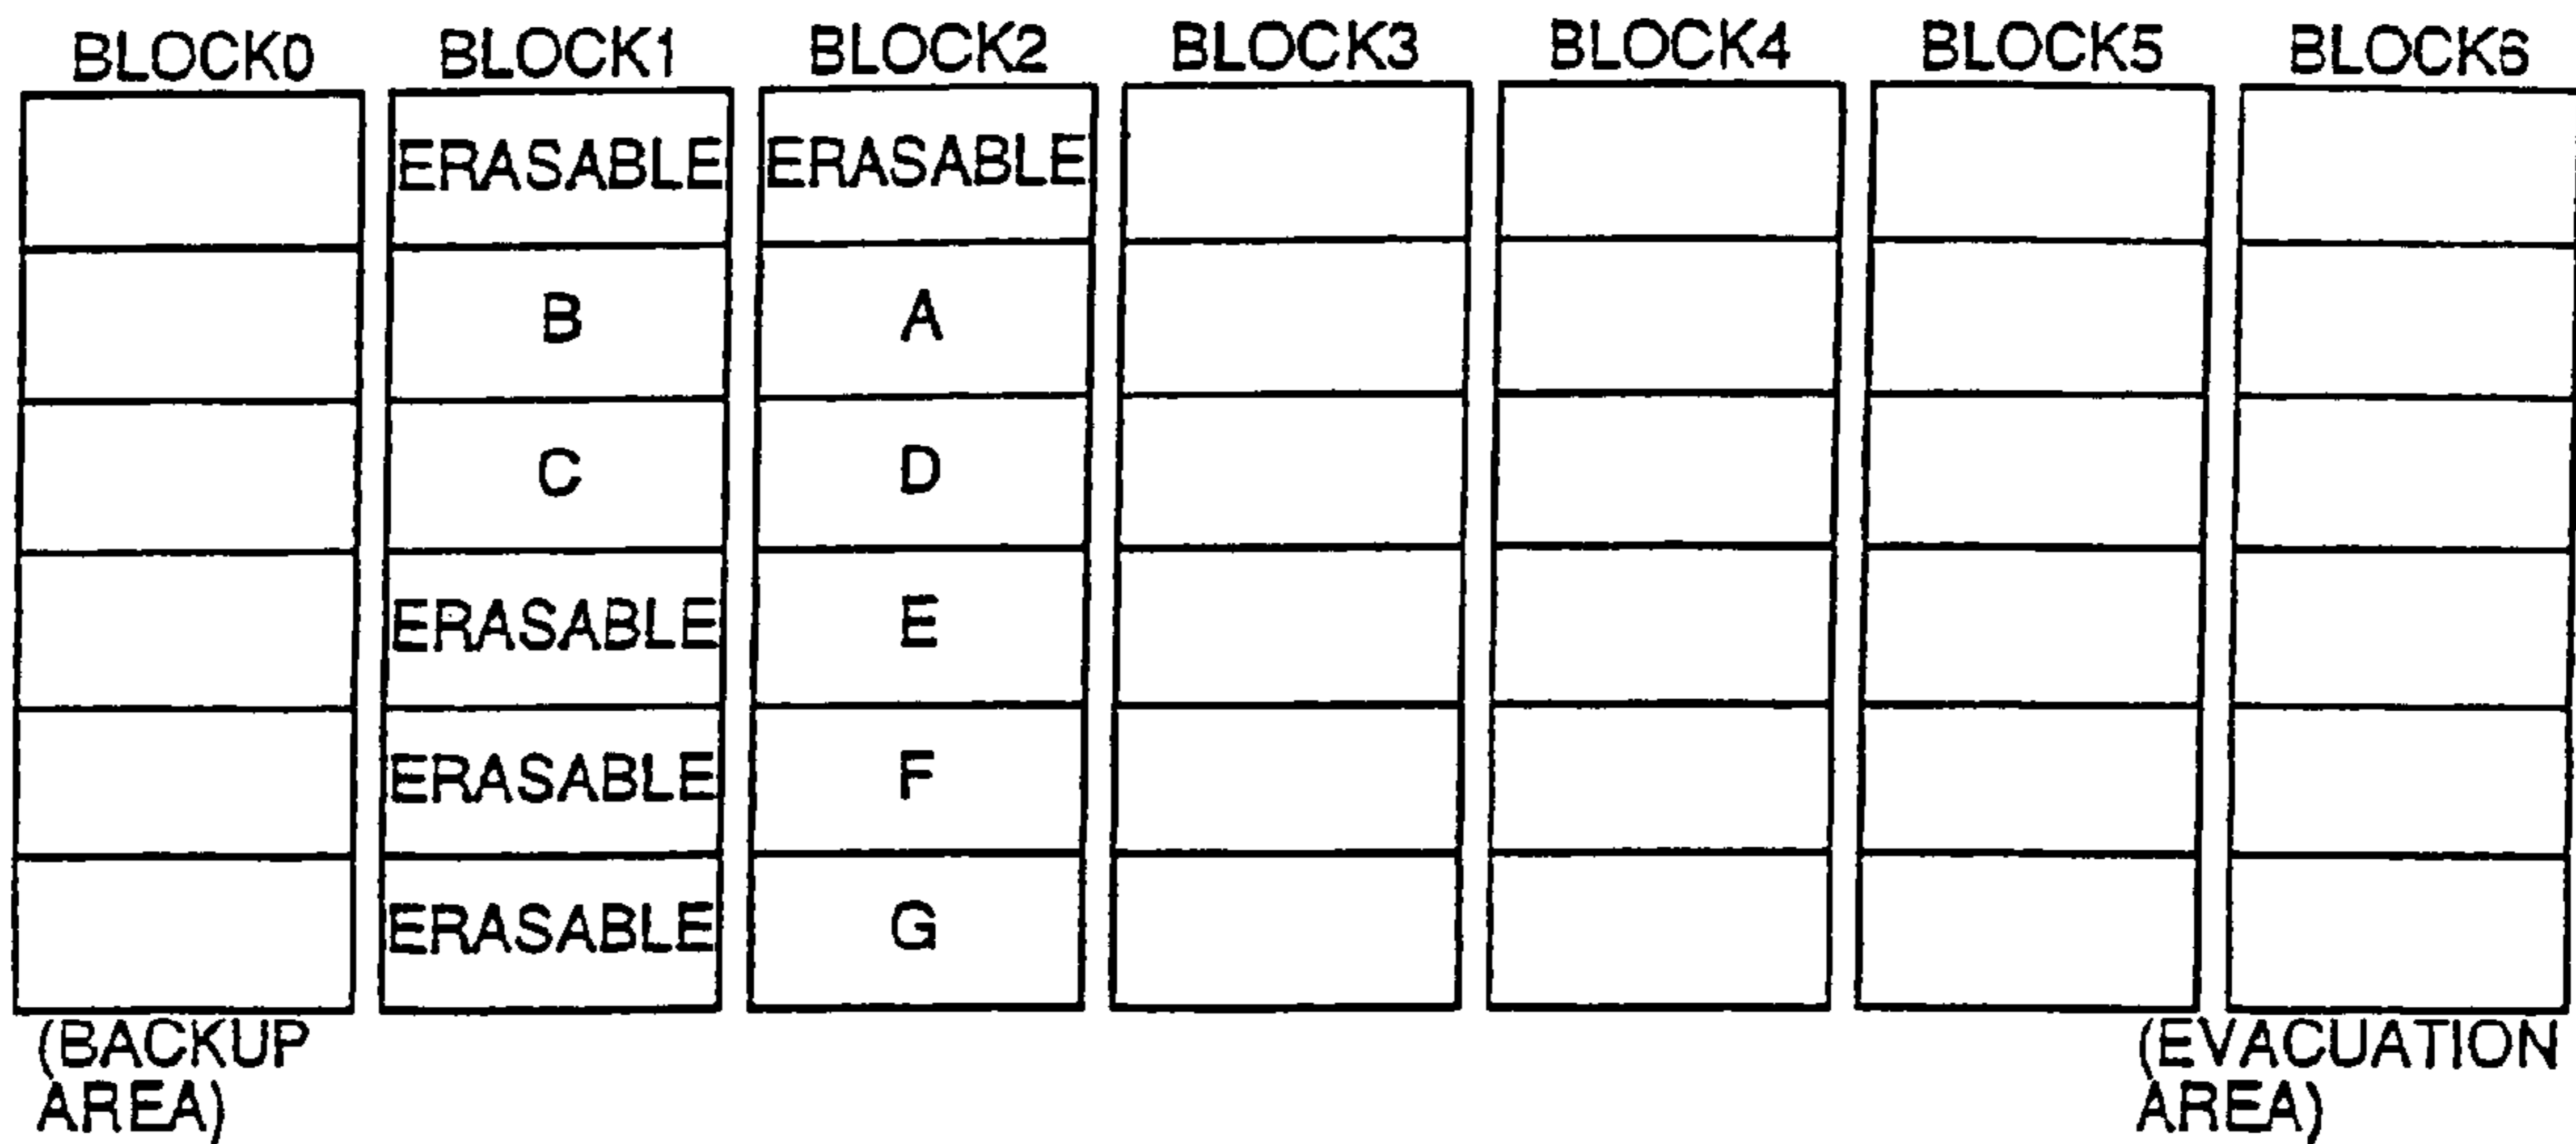 BLOCK0 BLOCK1 BLOCK2 BLOCK3 BLOCK4 BLOCK5 BLOCK6
ERASABLE ERASABLE
B A
C D
ERASABLE E
ERASABLE F
ERASABLE G
(BACKUP (EVACUATION
AREA) AREA)